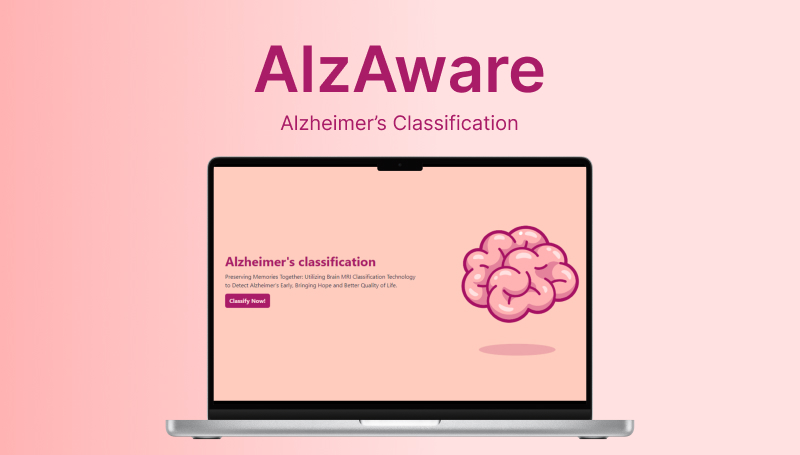 AlzAware
Alzheimer’s Classification
Alzheimer's classification
Preserving Memories Together: Utilizing Brain MRI Classification Technology
to Detect Alzheimer's Early, Bringing Hope and Better Quality of Life.
Classify Now!